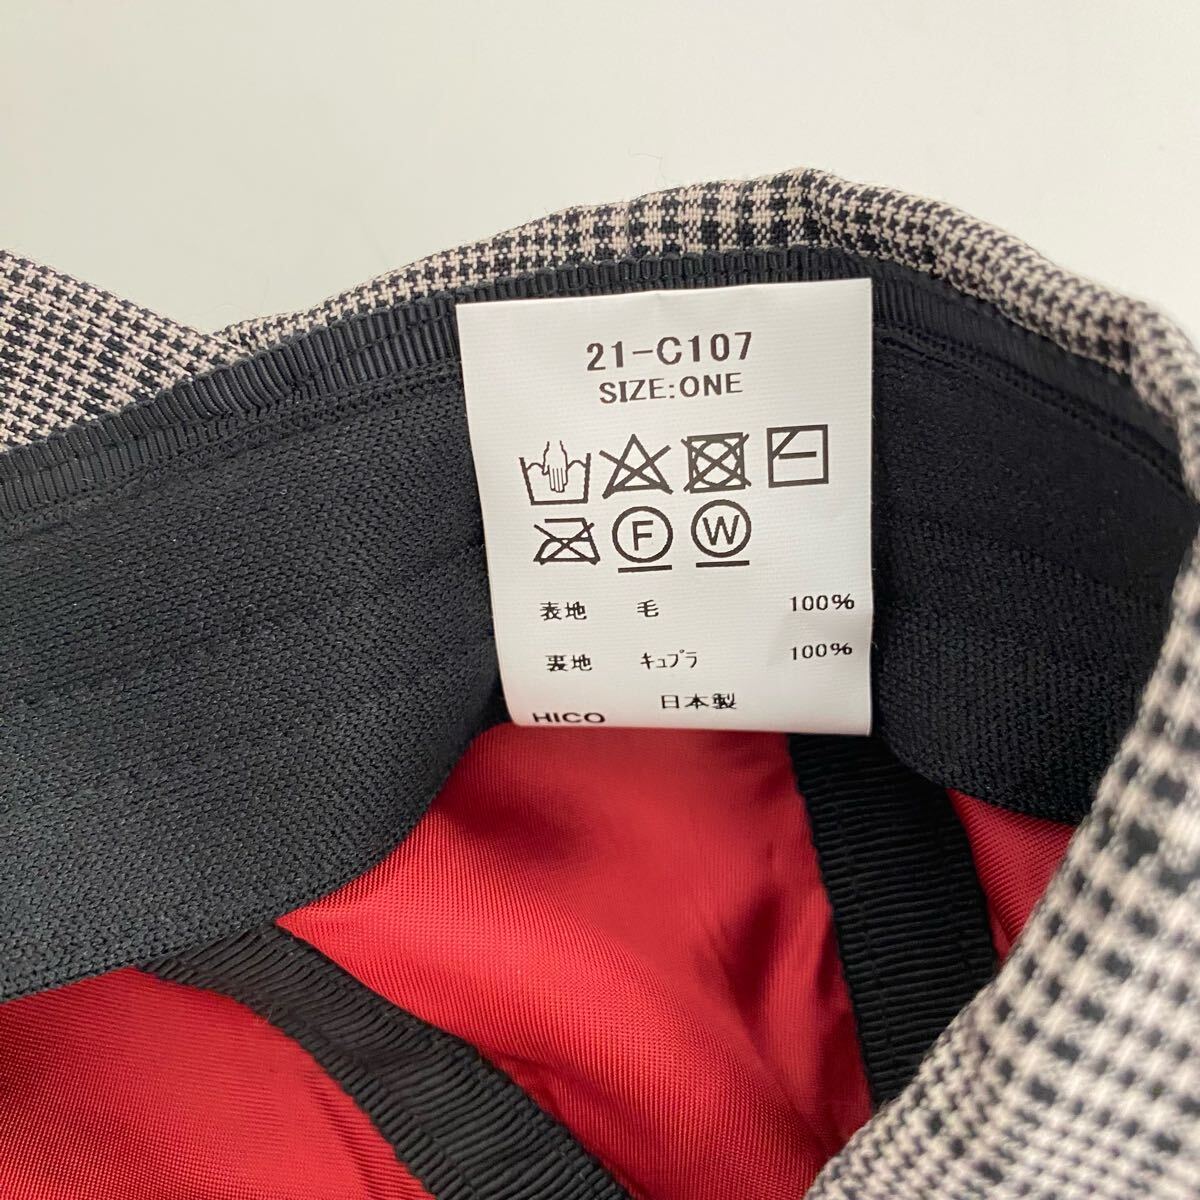 21-C107
SIZE:ONE
F W
表地 毛 100%
裏地 キュプラ 100%
日本製
HICO